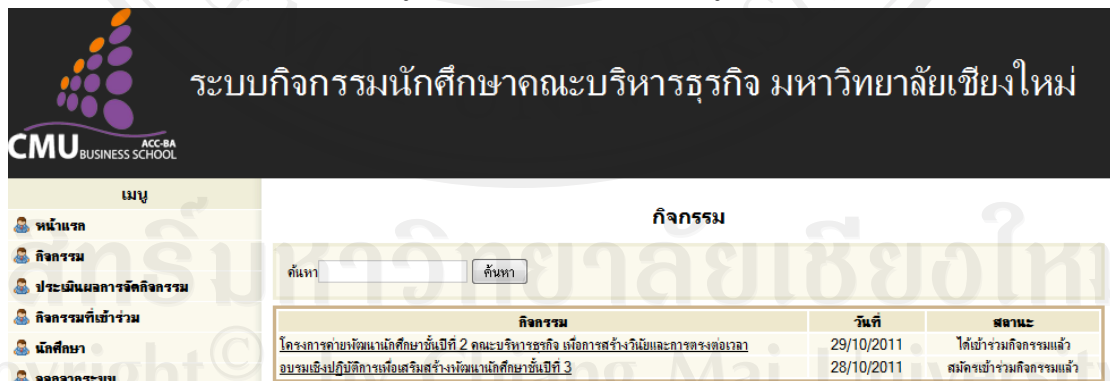 ระบบกิจกรรมนักศึกษาคณะบริหารธุรกิจ มหาวิทยาลัยเชียงใหม่
CMU ACC-BA
BUSINESS SCHOOL
เมนู
หน้าแรก
กิจกรรม
ประเมินผลการจัดกิจกรรม
กิจกรรมที่เข้าร่วม
นักศึกษา
ออกจากระบบ
กิจกรรม
ค้นหา ค้นหา
กิจกรรม วันที่ สถานะ
โครงการค่ายพัฒนานักศึกษาชั้นปีที่ 2 คณะบริหารธุรกิจ เพื่อการสร้างวินัยและการตรงต่อเวลา 29/10/2011 ได้เข้าร่วมกิจกรรมแล้ว
อบรมเชิงปฏิบัติการเพื่อเสริมสร้างพัฒนานักศึกษาชั้นปีที่ 3 28/10/2011 สมัครเข้าร่วมกิจกรรมแล้ว